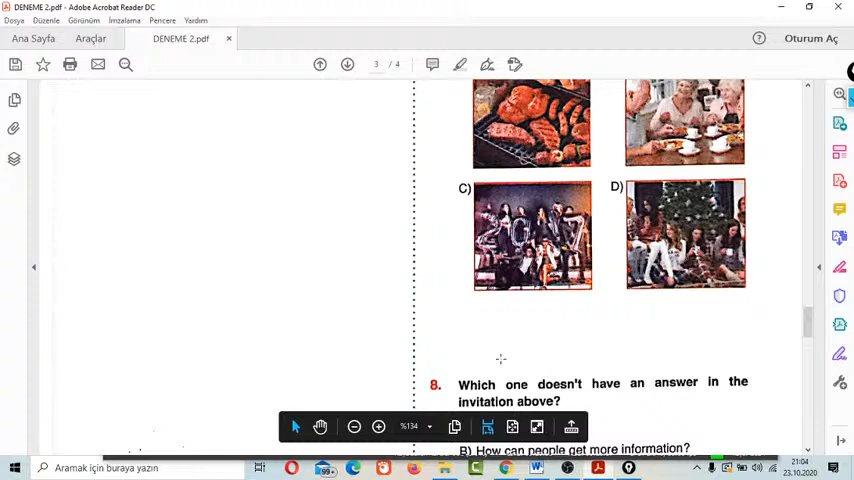 DENEME 2.pdf - Adobe Acrobat Reader DC
Dosya Düzenle Görünüm İmzalama Pencere Yardım
Ana Sayfa Araçlar DENEME 2.pdf × Oturum Aç
3 / 4
C) D)
2017
8. Which one doesn't have an answer in the
invitation above?
%134
B) How can people get more information?
Aramak için buraya yazın
99+
21:04
23.10.2020